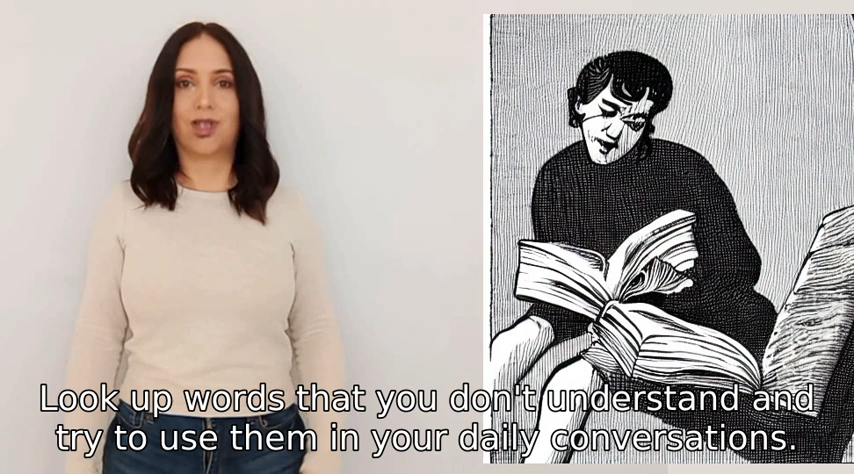 Look up words that you don't understand and
try to use them in your daily conversations.